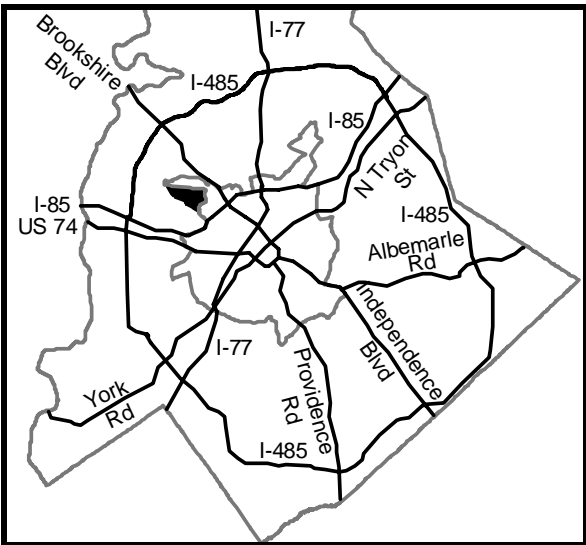 I-77
Brookshire
Blvd
I-485
I-85
N Tryon
St
I-85
US 74
I-485
Albemarle
Rd
Independence
Blvd
I-77
Providence
Rd
York
Rd
I-485